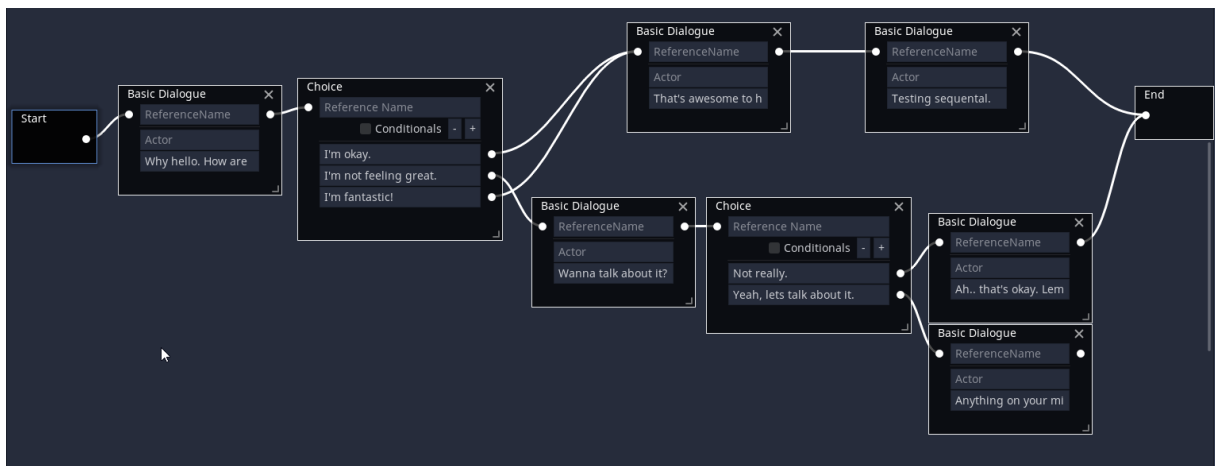 Start
Basic Dialogue
ReferenceName
Actor
Why hello. How are
Choice
Reference Name
Conditionals - +
I'm okay.
I'm not feeling great.
I'm fantastic!
Basic Dialogue
ReferenceName
Actor
That's awesome to h
Basic Dialogue
ReferenceName
Actor
Testing sequental.
End
Basic Dialogue
ReferenceName
Actor
Wanna talk about it?
Choice
Reference Name
Conditionals - +
Not really.
Yeah, lets talk about it.
Basic Dialogue
ReferenceName
Actor
Ah.. that's okay. Lem
Basic Dialogue
ReferenceName
Actor
Anything on your mi